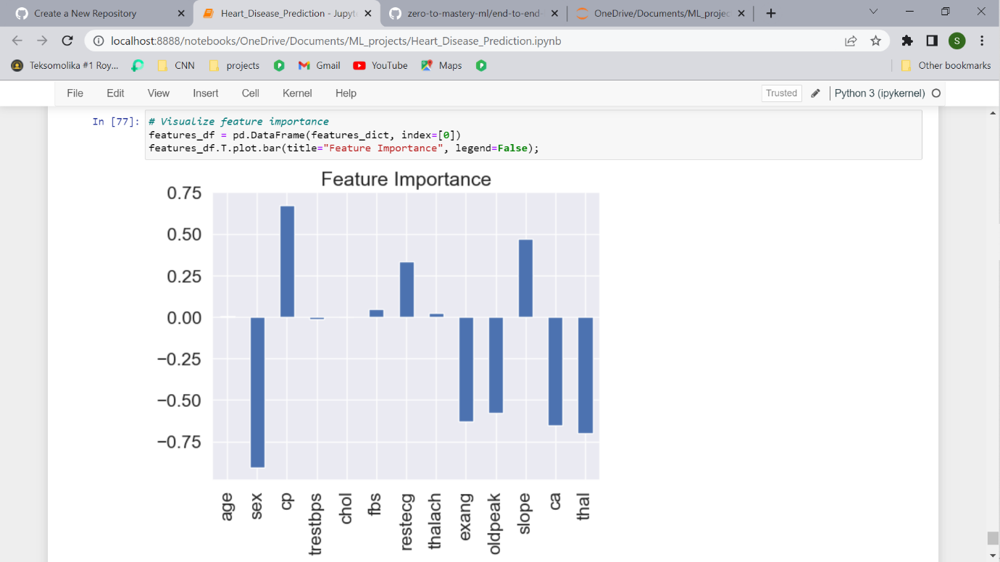 Create a New Repository
Heart_Disease_Prediction - Jupyt
zero-to-mastery-ml/end-to-end-
OneDrive/Documents/ML_projec
localhost:8888/notebooks/OneDrive/Documents/ML_projects/Heart_Disease_Prediction.ipynb
S
Teksomolika #1 Roy...
CNN
projects
Gmail
YouTube
Maps
Other bookmarks
File Edit View Insert Cell Kernel Help
Trusted
Python 3 (ipykernel)
In [77]:
# Visualize feature importance
features_df = pd.DataFrame(features_dict, index=[0])
features_df.T.plot.bar(title="Feature Importance", legend=False);
Feature Importance
0.75
0.50
0.25
0.00
−0.25
−0.50
−0.75
age
sex
cp
trestbps
chol
fbs
restecg
thalach
exang
oldpeak
slope
ca
thal